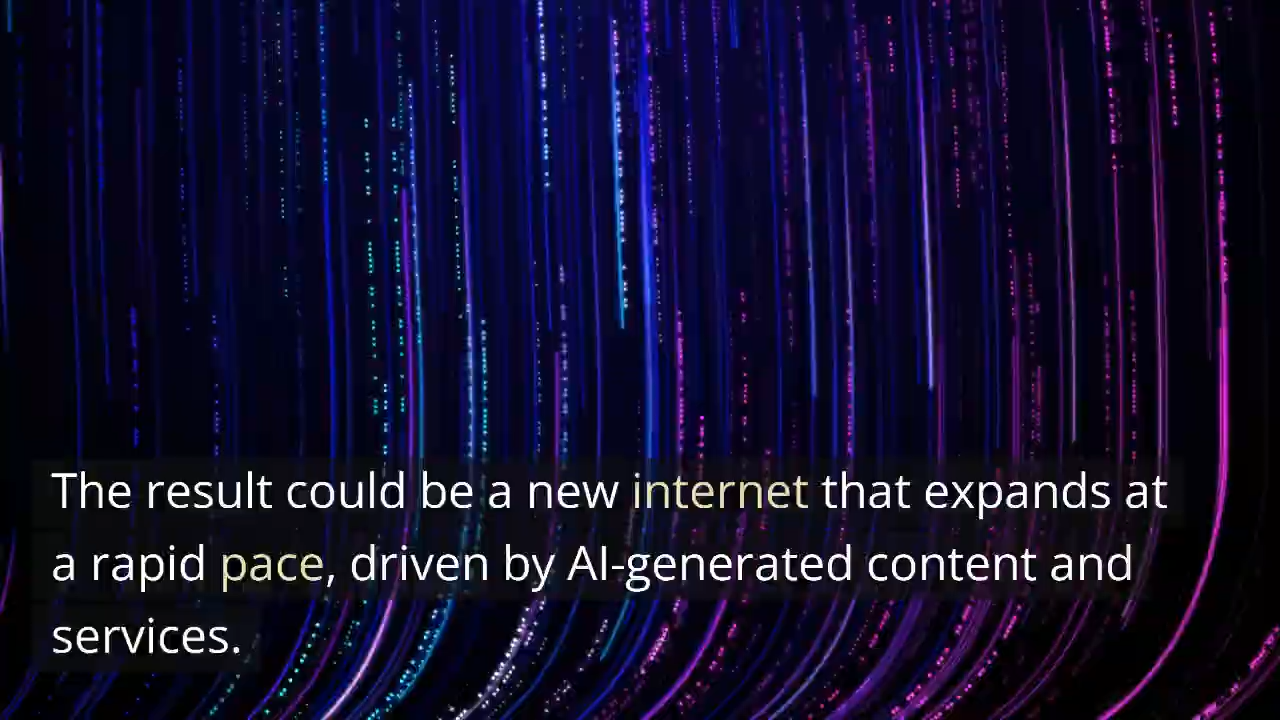 The result could be a new internet that expands at
a rapid pace, driven by AI-generated content and
services.